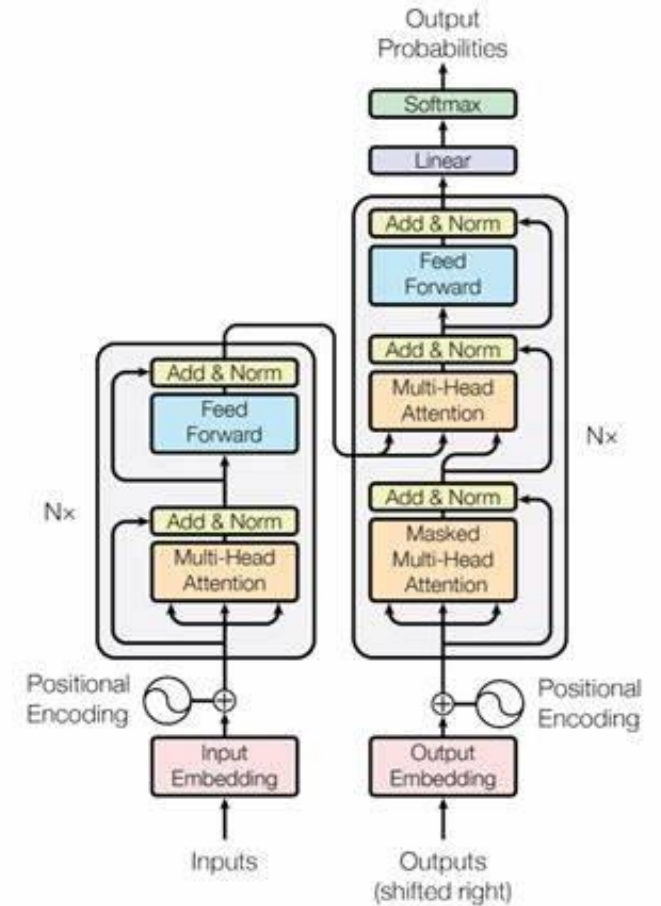 Output
Probabilities
Softmax
Linear
Add & Norm
Feed
Forward
Add & Norm
Multi-Head
Attention
Add & Norm
Masked
Multi-Head
Attention
Nx
Add & Norm
Feed
Forward
Add & Norm
Multi-Head
Attention
Nx
Positional
Encoding
Positional
Encoding
Input
Embedding
Output
Embedding
Inputs
Outputs
(shifted right)